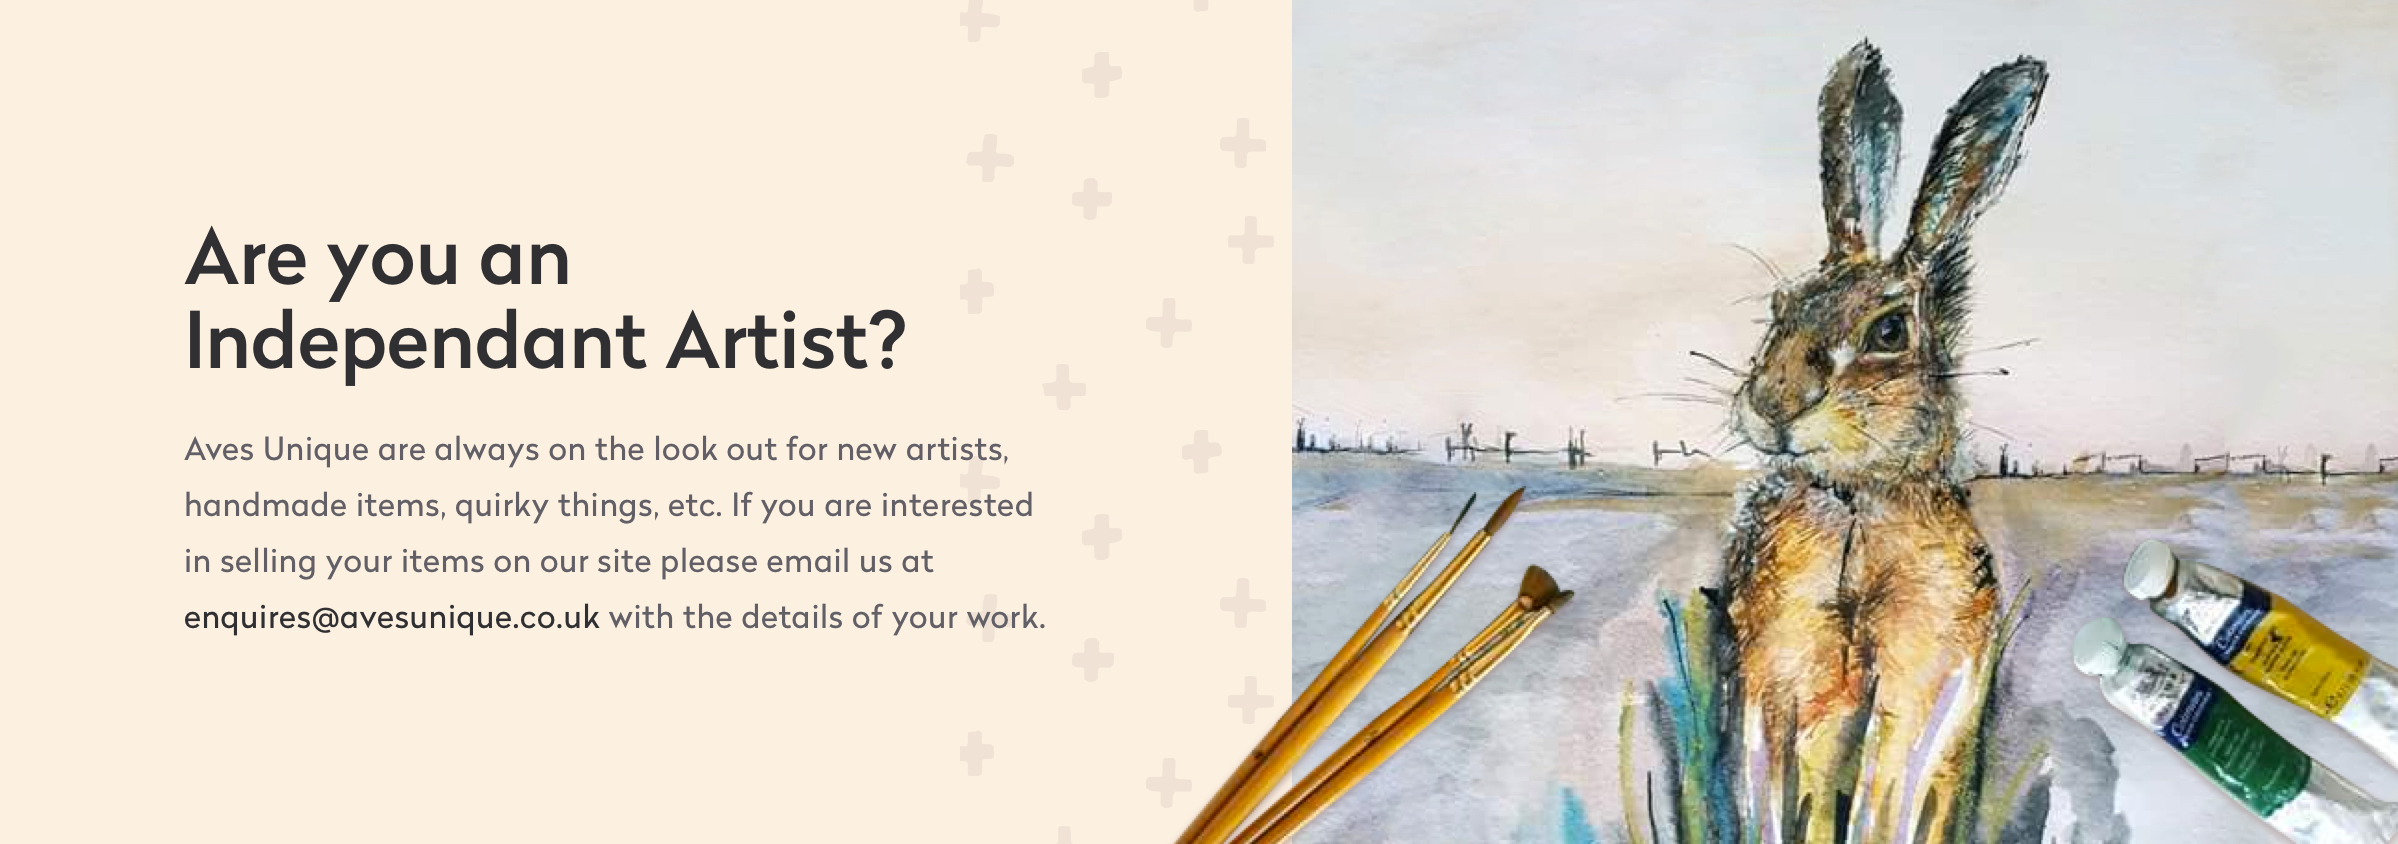 Are you an
Independant Artist?
Aves Unique are always on the look out for new artists,
handmade items, quirky things, etc. If you are interested
in selling your items on our site please email us at
enquires@avesunique.co.uk with the details of your work.